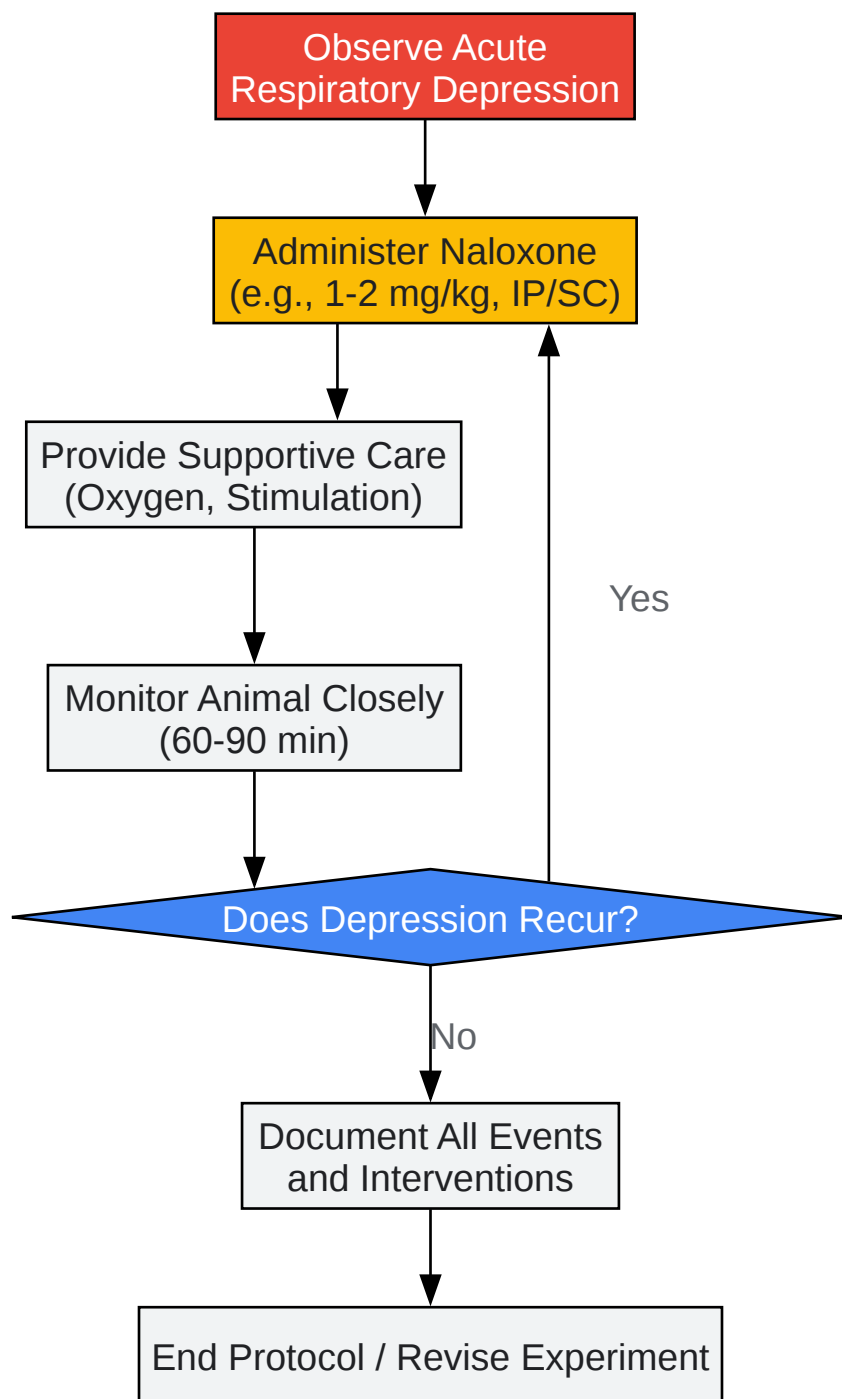 Observe Acute
Respiratory Depression
Administer Naloxone
(e.g., 1-2 mg/kg, IP/SC)
Provide Supportive Care
(Oxygen, Stimulation)
Yes
Monitor Animal Closely
(60-90 min)
Does Depression Recur?
No
Document All Events
and Interventions
End Protocol / Revise Experiment